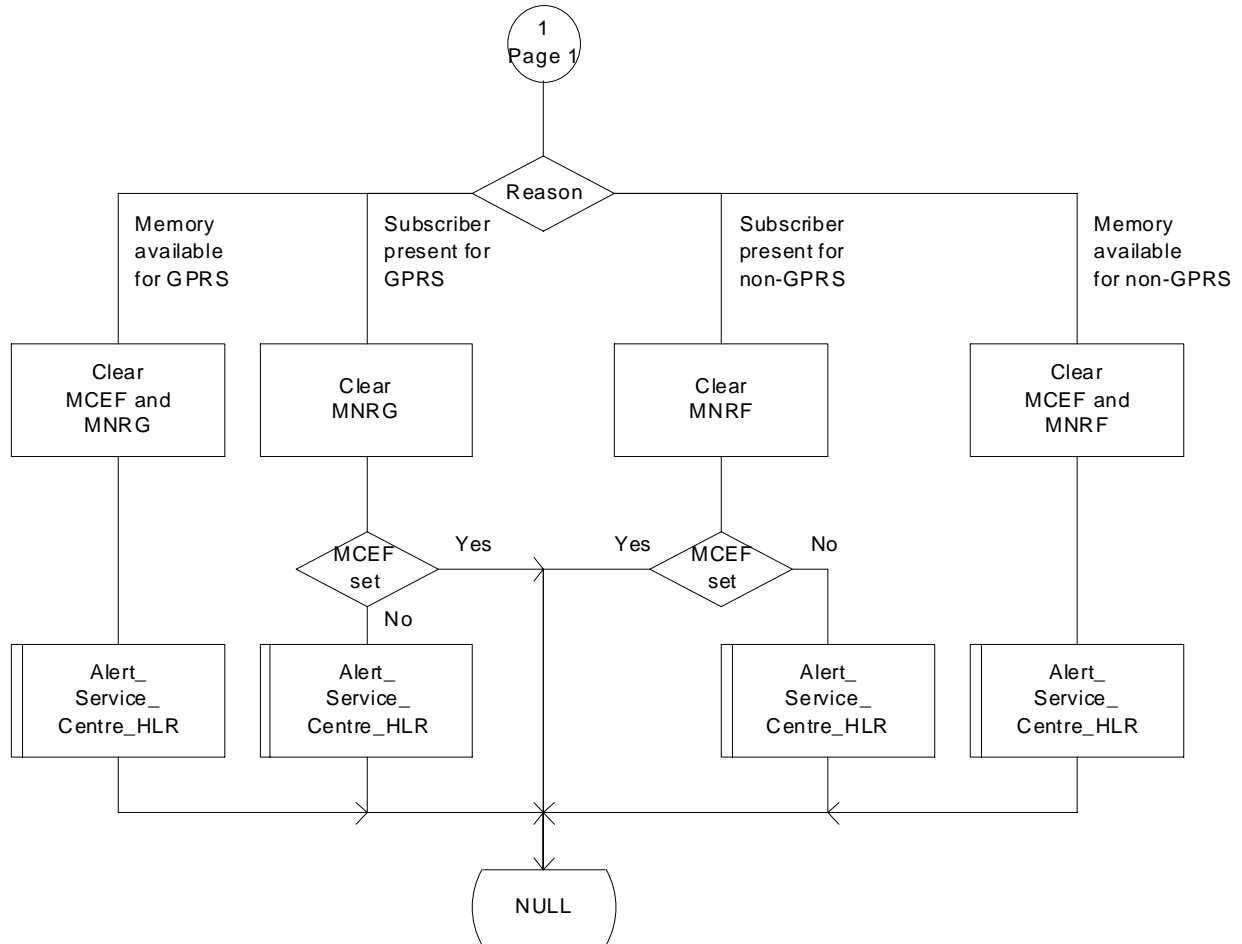 1
Page 1
Reason
Memory
available
for GPRS
Subscriber
present for
GPRS
Subscriber
present for
non-GPRS
Memory
available
for non-GPRS
Clear
MCEF and
MNRG
Clear
MNRG
Clear
MNRF
Clear
MCEF and
MNRF
MCEF
set
Yes
No
Yes
MCEF
set
No
Alert_
Service_
Centre_HLR
Alert_
Service_
Centre_HLR
Alert_
Service_
Centre_HLR
Alert_
Service_
Centre_HLR
NULL